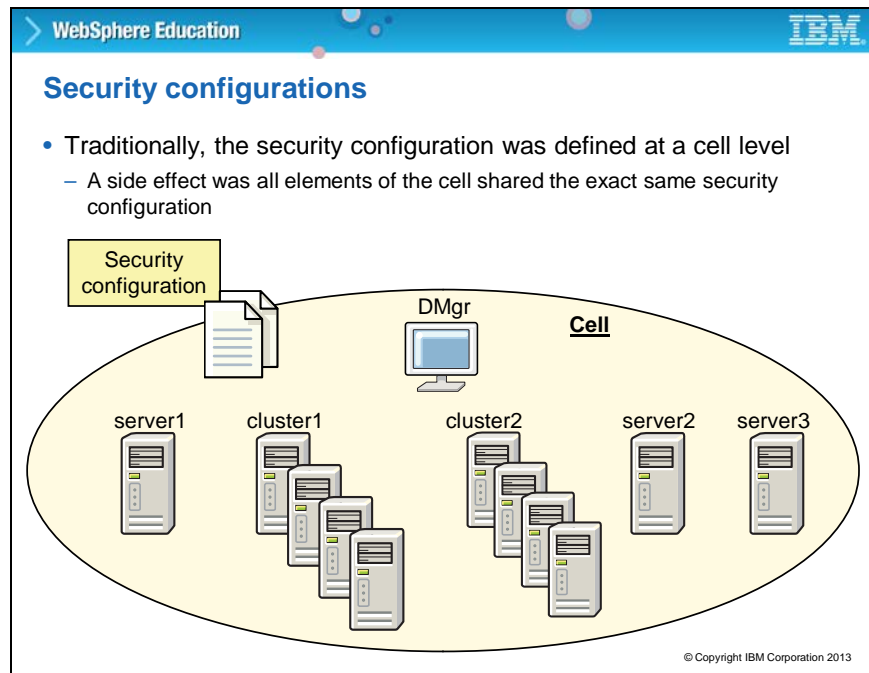 WebSphere Education
IBM.
Security configurations
• Traditionally, the security configuration was defined at a cell level
– A side effect was all elements of the cell shared the exact same security
configuration
Security
configuration
DMgr
Cell
server1
cluster1
cluster2
server2
server3
© Copyright IBM Corporation 2013